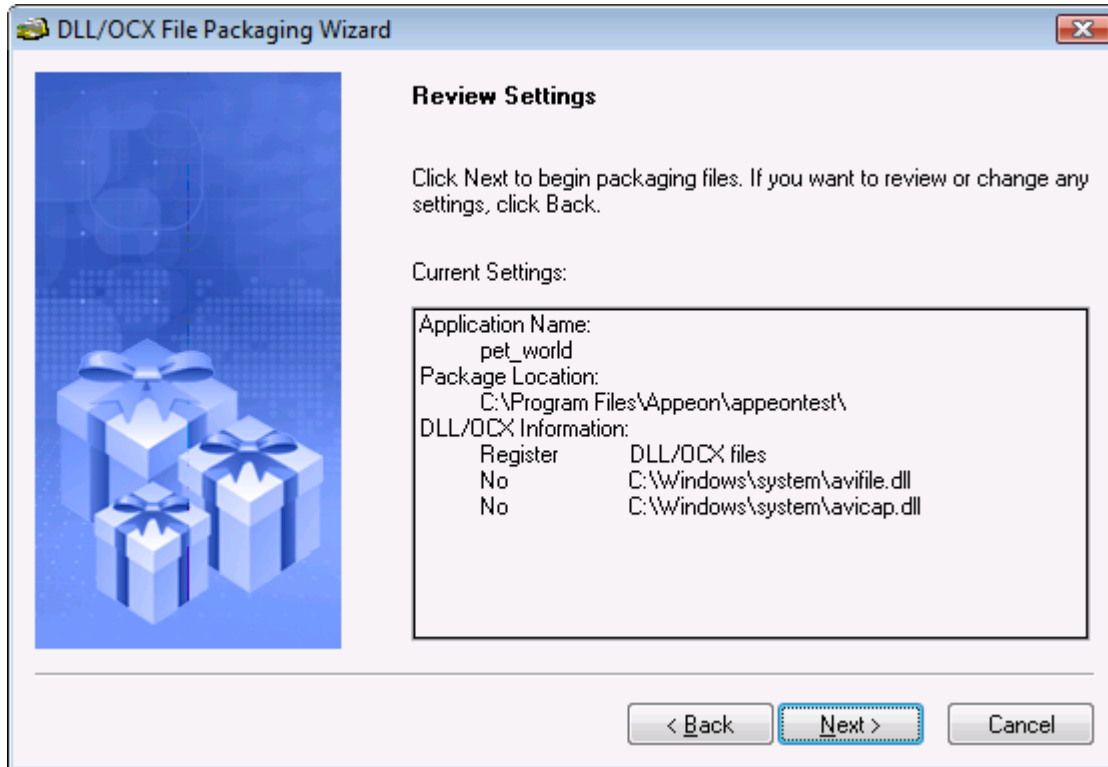 DLL/OCX File Packaging Wizard
Review Settings
Click Next to begin packaging files. If you want to review or change any
settings, click Back.
Current Settings:
Application Name:
pet_world
Package Location:
C:\Program Files\Appeon\appeontest\
DLL/OCX Information:
Register DLL/OCX files
No C:\Windows\system\avifile.dll
No C:\Windows\system\avicap.dll
< Back Next > Cancel